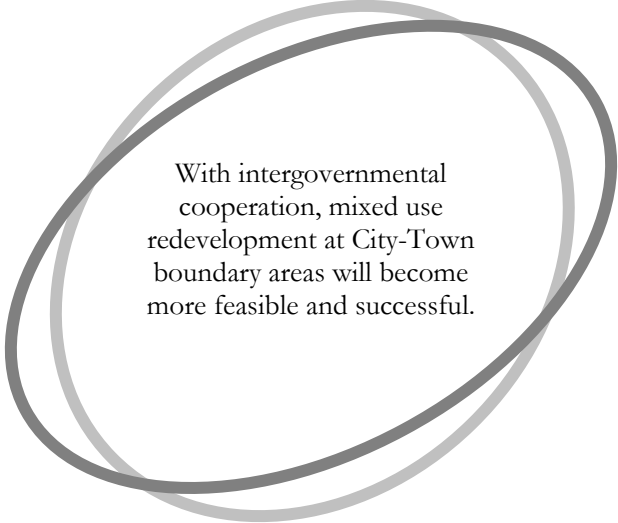 With intergovernmental
cooperation, mixed use
redevelopment at City-Town
boundary areas will become
more feasible and successful.